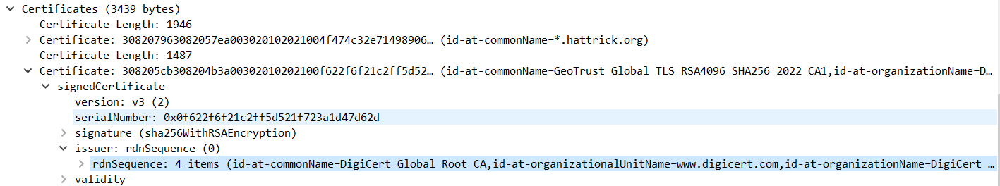 Certificates (3439 bytes)
Certificate Length: 1946
Certificate: 308207963082057ea003020102021004f474c32e71498906… (id-at-commonName=*.hattrick.org)
Certificate Length: 1487
Certificate: 308205cb308204b3a00302010202100f622f6f21c2ff5d52… (id-at-commonName=GeoTrust Global TLS RSA4096 SHA256 2022 CA1,id-at-organizationName=D…
signedCertificate
version: v3 (2)
serialNumber: 0x0f622f6f21c2ff5d521f723a1d47d62d
signature (sha256WithRSAEncryption)
issuer: rdnSequence (0)
rdnSequence: 4 items (id-at-commonName=DigiCert Global Root CA,id-at-organizationalUnitName=www.digicert.com,id-at-organizationName=DigiCert …
validity